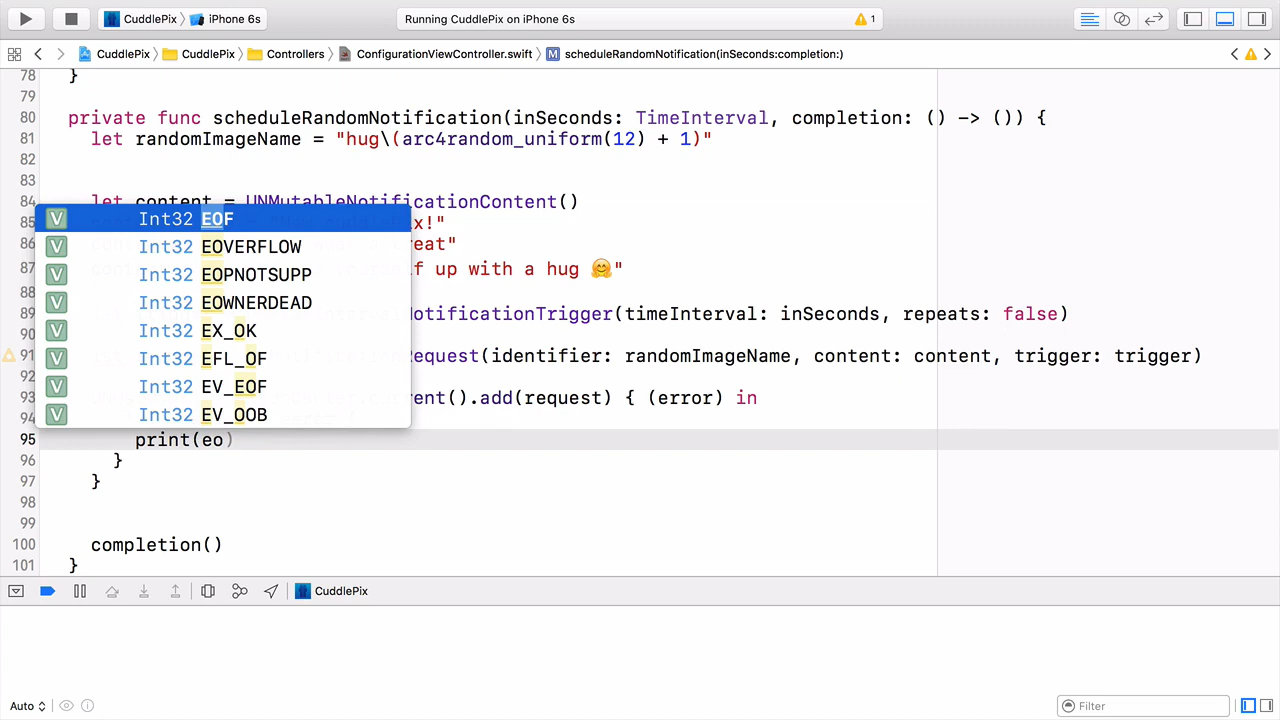 CuddlePix iPhone 6s Running CuddlePix on iPhone 6s 1
CuddlePix CuddlePix Controllers ConfigurationViewController.swift M scheduleRandomNotification(inSeconds:completion:)
78 }
79
80 private func scheduleRandomNotification(inSeconds: TimeInterval, completion: () -> ()) {
81 let randomImageName = "hug\(arc4random_uniform(12) + 1)"
82
83
84 let content = UNMutableNotificationContent()
85 x!"
86 reat"
87 f up with a hug 🤗"
88
89 NotificationTrigger(timeInterval: inSeconds, repeats: false)
90
91 Request(identifier: randomImageName, content: content, trigger: trigger)
92
93 .current().add(request) { (error) in
94
95 print(eo)
96 }
97 }
98
99
100 completion()
101 }
V Int32 EOF
V Int32 EOVERFLOW
V Int32 EOPNOTSUPP
V Int32 EOWNERDEAD
V Int32 EX_OK
V Int32 EFL_OF
V Int32 EV_EOF
V Int32 EV_OOB
CuddlePix
Auto Filter